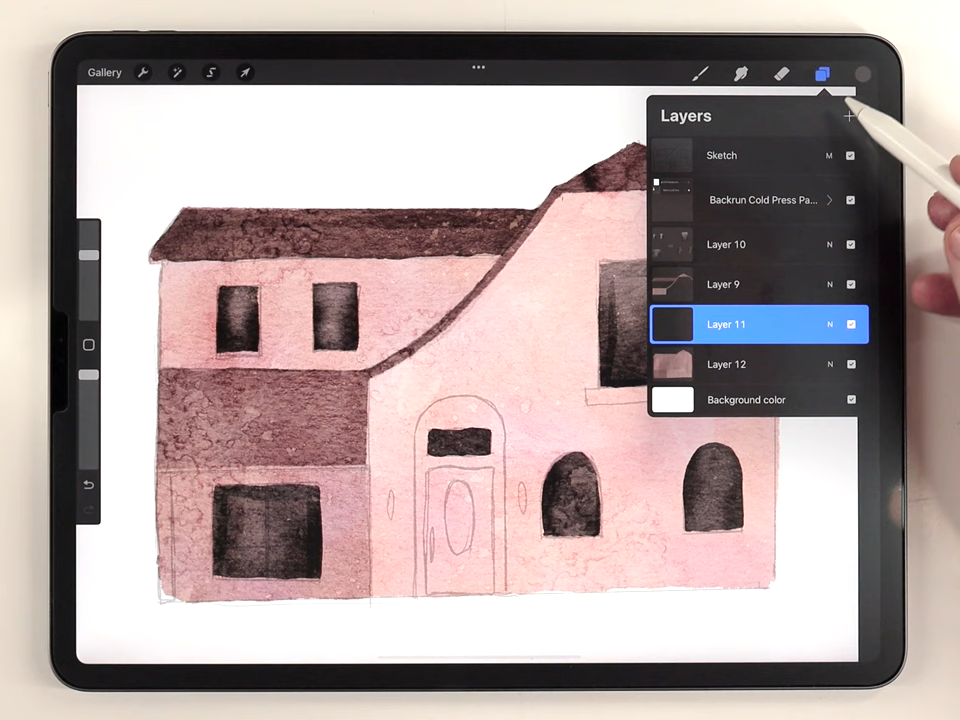 Gallery
Layers
Sketch M
Backrun Cold Press Pa...
Layer 10 N
Layer 9 N
Layer 11 N
Layer 12 N
Background color